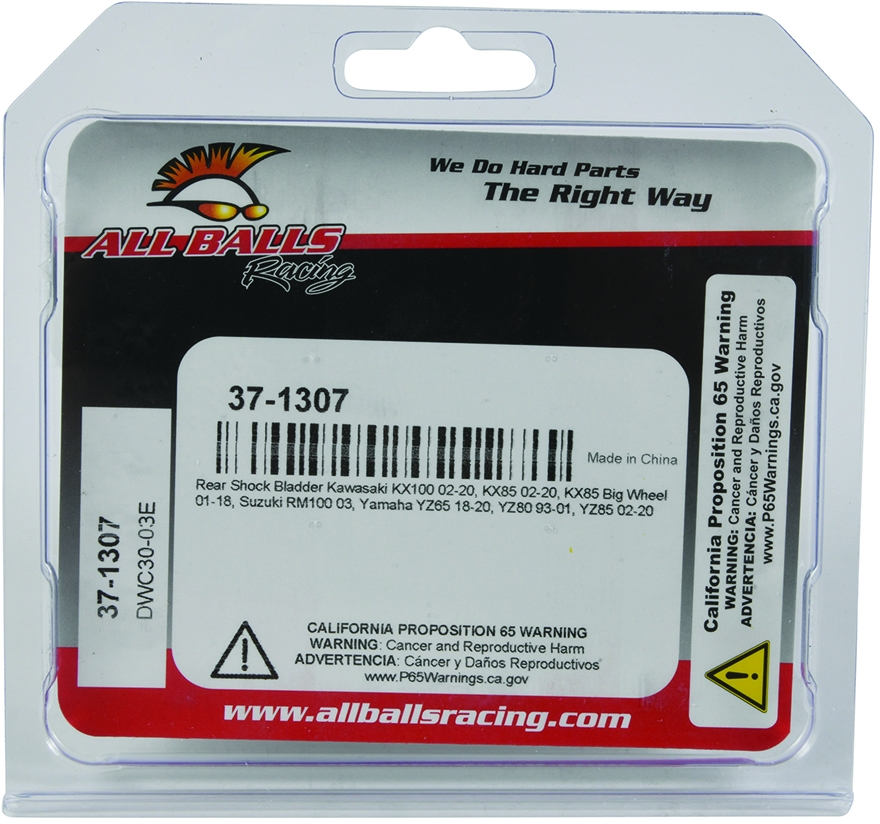 We Do Hard Parts
The Right Way
ALL BALLS
Racing
37-1307
Made in China
Rear Shock Bladder Kawasaki KX100 02-20, KX85 02-20, KX85 Big Wheel
01-18, Suzuki RM100 03, Yamaha YZ65 18-20, YZ80 93-01, YZ85 02-20
CALIFORNIA PROPOSITION 65 WARNING
WARNING: Cancer and Reproductive Harm
ADVERTENCIA: Cáncer y Daños Reproductivos
www.P65Warnings.ca.gov
37-1307
DWC30-03E
California Proposition 65 Warning
WARNING: Cancer and Reproductive Harm
ADVERTENCIA: Cáncer y Daños Reproductivos
www.P65Warnings.ca.gov
www.allballsracing.com